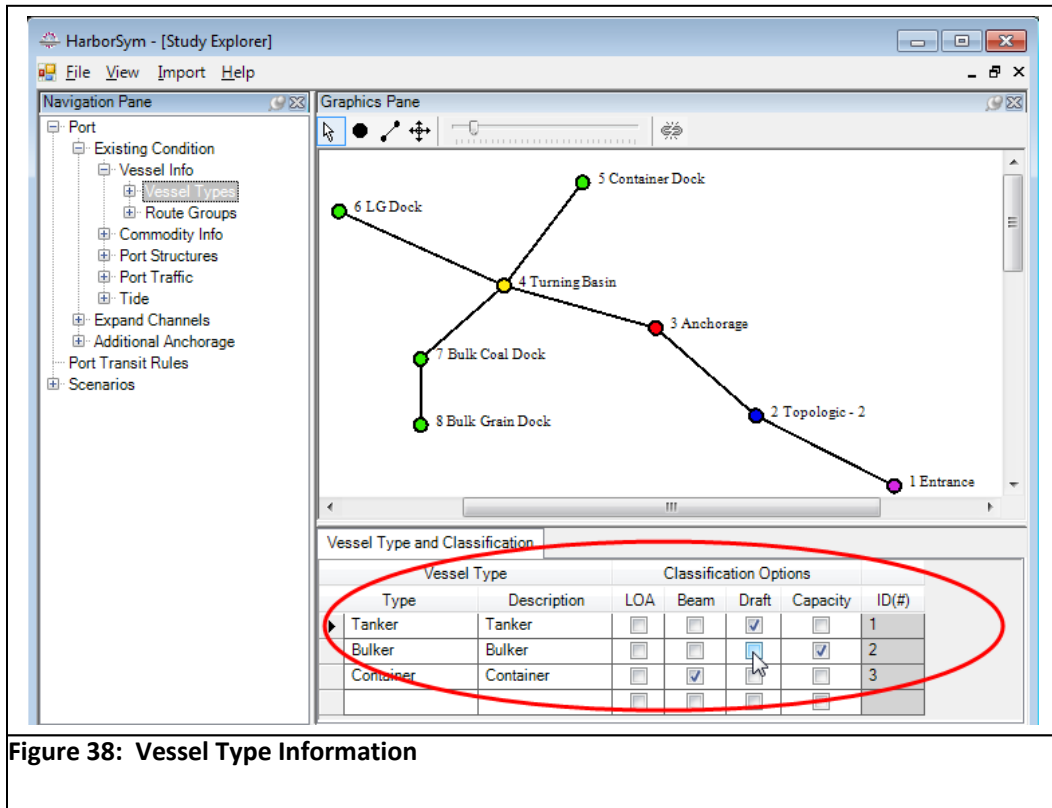 HarborSym - [Study Explorer]
File View Import Help
Navigation Pane
Port
Existing Condition
Vessel Info
Vessel Types
Route Groups
Commodity Info
Port Structures
Port Traffic
Tide
Expand Channels
Additional Anchorage
Port Transit Rules
Scenarios
Graphics Pane
5 Container Dock
6 LG Dock
4 Turning Basin
3 Anchorage
7 Bulk Coal Dock
2 Topologic - 2
8 Bulk Grain Dock
1 Entrance
Vessel Type and Classification
Vessel Type Classification Options
Type Description LOA Beam Draft Capacity ID(#)
Tanker Tanker 1
Bulker Bulker 2
Container Container 3
Figure 38: Vessel Type Information